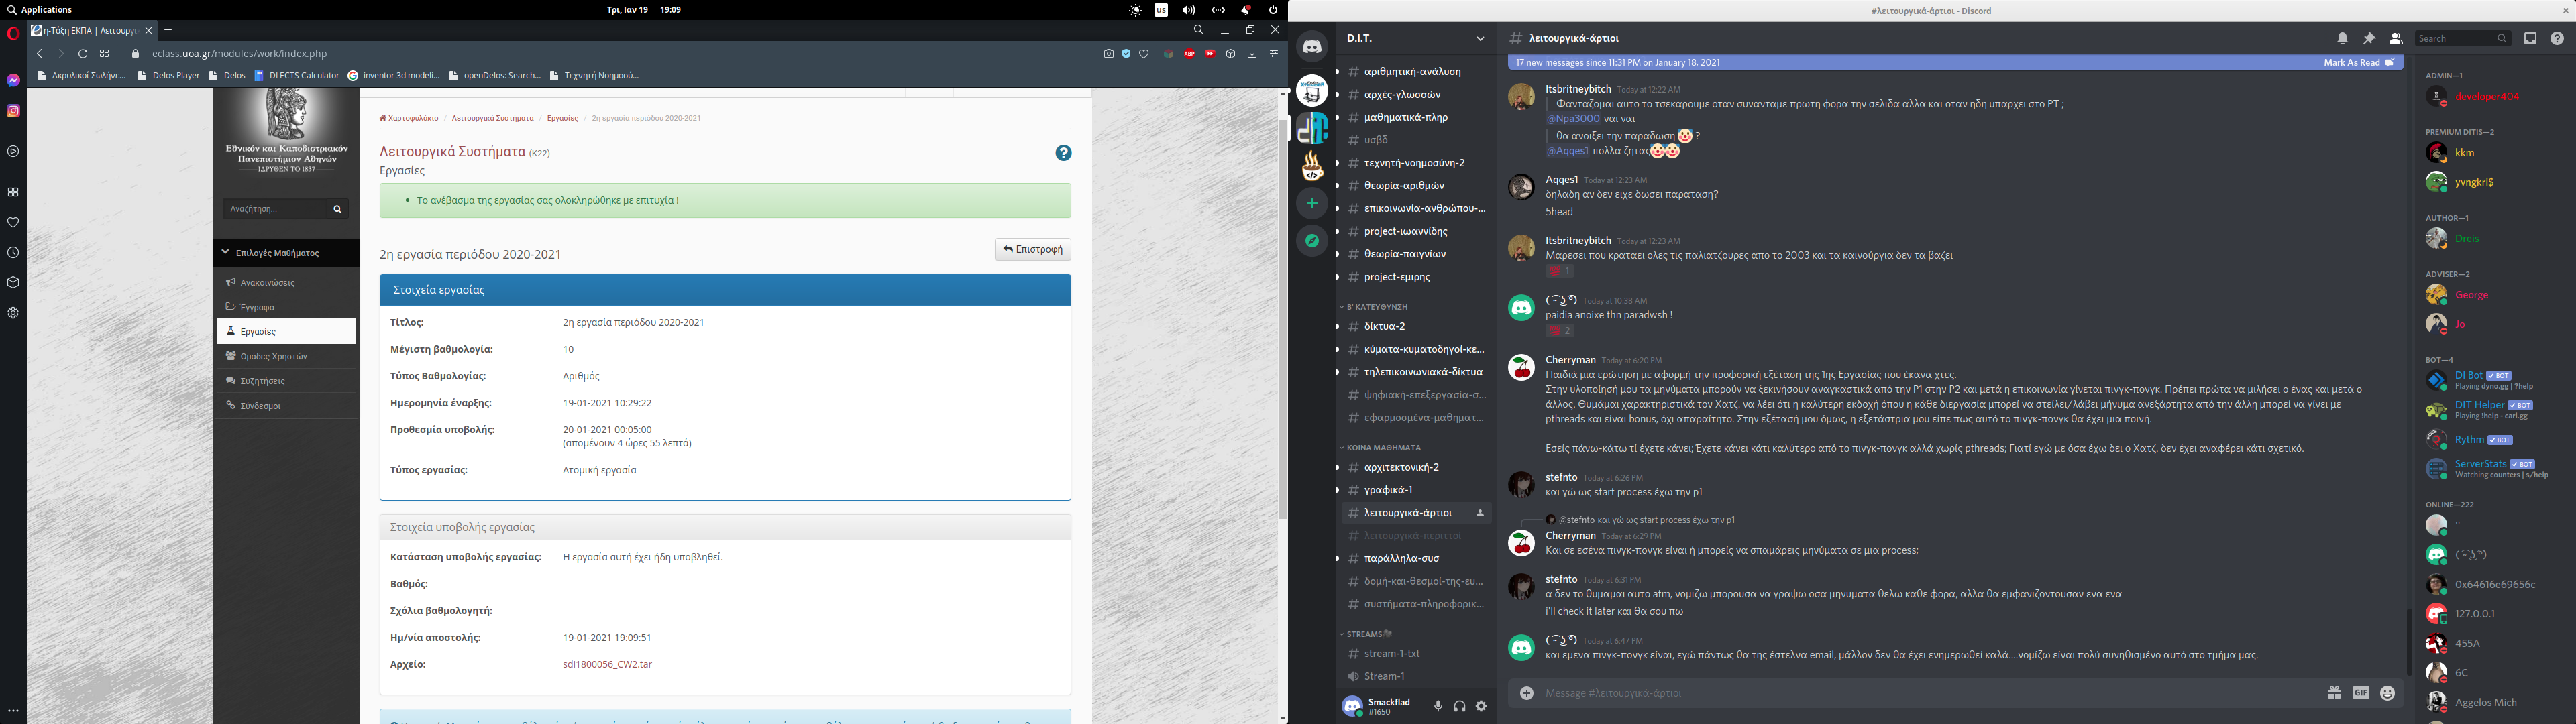 Applications
Τρι, Ιαν 19 19:09
us
η-Τάξη ΕΚΠΑ | Λειτουργι
eclass.uoa.gr/modules/work/index.php
ABP
Ακρυλικοί Σωλήνε...
Delos Player
Delos
DI ECTS Calculator
inventor 3d modeli...
openDelos: Search...
Τεχνητή Νοημοσύ...
Εθνικόν και Καποδιστριακόν
Πανεπιστήμιον Αθηνών
ΙΔΡΥΘΕΝ ΤΟ 1837
Αναζήτηση...
Επιλογές Μαθήματος
Ανακοινώσεις
Έγγραφα
Εργασίες
Ομάδες Χρηστών
Συζητήσεις
Σύνδεσμοι
Χαρτοφυλάκιο / Λειτουργικά Συστήματα / Εργασίες / 2η εργασία περιόδου 2020-2021
Λειτουργικά Συστήματα (K22)
Εργασίες
Το ανέβασμα της εργασίας σας ολοκληρώθηκε με επιτυχία !
2η εργασία περιόδου 2020-2021
Επιστροφή
Στοιχεία εργασίας
Τίτλος: 2η εργασία περιόδου 2020-2021
Μέγιστη βαθμολογία: 10
Τύπος Βαθμολογίας: Αριθμός
Ημερομηνία έναρξης: 19-01-2021 10:29:22
Προθεσμία υποβολής: 20-01-2021 00:05:00
(απομένουν 4 ώρες 55 λεπτά)
Τύπος εργασίας: Ατομική εργασία
Στοιχεία υποβολής εργασίας
Κατάσταση υποβολής εργασίας: Η εργασία αυτή έχει ήδη υποβληθεί.
Βαθμός:
Σχόλια βαθμολογητή:
Ημ/νία αποστολής: 19-01-2021 19:09:51
Αρχείο: sdi1800056_CW2.tar
#λειτουργικά-άρτιοι - Discord
D.I.T.
αριθμητική-ανάλυση
αρχές-γλωσσών
μαθηματικά-πληρ
υσβδ
τεχνητή-νοημοσύνη-2
θεωρία-αριθμών
επικοινωνία-ανθρώπου-...
project-ιωαννίδης
θεωρία-παιγνίων
project-εμιρης
Β' ΚΑΤΕΥΘΥΝΣΗ
δίκτυα-2
κύματα-κυματοδηγοί-κε...
τηλεπικοινωνιακά-δίκτυα
ψηφιακή-επεξεργασία-σ...
εφαρμοσμένα-μαθηματ...
ΚΟΙΝΑ ΜΑΘΗΜΑΤΑ
αρχιτεκτονική-2
γραφικά-1
λειτουργικά-άρτιοι
λειτουργικά-περιττοί
παράλληλα-συσ
δομή-και-θεσμοί-της-ευ...
συστήματα-πληροφορικ...
STREAMS
stream-1-txt
Stream-1
Smackflad
#1650
λειτουργικά-άρτιοι
Search
17 new messages since 11:31 PM on January 18, 2021
Mark As Read
Itsbritneybitch Today at 12:22 AM
Φανταζομαι αυτο το τσεκαρουμε οταν συνανταμε πρωτη φορα την σελιδα αλλα και οταν ηδη υπαρχει στο PT ;
@Npa3000 ναι ναι
θα ανοιξει την παραδωση 🤡 ?
@Aqqes1 πολλα ζητας🤡🤡
Aqqes1 Today at 12:23 AM
δηλαδη αν δεν ειχε δωσει παραταση?
5head
Itsbritneybitch Today at 12:23 AM
Μαρεσει που κραταει ολες τις παλιατζουρες απο το 2003 και τα καινούργια δεν τα βαζει
1
( ͡~ ͜ʖ ͡°) Today at 10:38 AM
paidia anoixe thn paradwsh !
2
Cherryman Today at 6:20 PM
Παιδιά μια ερώτηση με αφορμή την προφορική εξέταση της 1ης Εργασίας που έκανα χτες.
Στην υλοποίησή μου τα μηνύματα μπορούν να ξεκινήσουν αναγκαστικά από την P1 στην P2 και μετά η επικοινωνία γίνεται πινγκ-πονγκ. Πρέπει πρώτα να μιλήσει ο ένας και μετά ο
άλλος. Θυμάμαι χαρακτηριστικά τον Χατζ. να λέει ότι η καλύτερη εκδοχή όπου η κάθε διεργασία μπορεί να στείλει/λάβει μήνυμα ανεξάρτητα από την άλλη μπορεί να γίνει με
pthreads και είναι bonus, όχι απαραίτητο. Στην εξέτασή μου όμως, η εξετάστρια μου είπε πως αυτό το πινγκ-πονγκ θα έχει μια ποινή.
Εσείς πάνω-κάτω τί έχετε κάνει; Έχετε κάνει κάτι καλύτερο από το πινγκ-πονγκ αλλά χωρίς pthreads; Γιατί εγώ με όσα έχω δει ο Χατζ. δεν έχει αναφέρει κάτι σχετικό.
stefnto Today at 6:26 PM
και γώ ως start process έχω την p1
@stefnto και γώ ως start process έχω την p1
Cherryman Today at 6:29 PM
Και σε εσένα πινγκ-πονγκ είναι ή μπορείς να σπαμάρεις μηνύματα σε μια process;
stefnto Today at 6:31 PM
α δεν το θυμαμαι αυτο atm, νομιζω μπορουσα να γραψω οσα μηνυματα θελω καθε φορα, αλλα θα εμφανιζοντουσαν ενα ενα
i'll check it later και θα σου πω
( ͡~ ͜ʖ ͡°) Today at 6:47 PM
και εμενα πινγκ-πονγκ είναι, εγώ πάντως θα της έστελνα email, μάλλον δεν θα έχει ενημερωθεί καλά....νομίζω είναι πολύ συνηθισμένο αυτό στο τμήμα μας.
Message #λειτουργικά-άρτιοι
GIF
ADMIN—1
developer404
PREMIUM DITIS—2
kkm
yvngkri$
AUTHOR—1
Dreis
ADVISER—2
George
Jo
BOT—4
DI Bot BOT
Playing dyno.gg | ?help
DIT Helper BOT
Playing !help - carl.gg
Rythm BOT
ServerStats BOT
Watching counters | s/help
ONLINE—222
( ͡~ ͜ʖ ͡°)
0x64616e69656c
127.0.0.1
455A
6C
Aggelos Mich